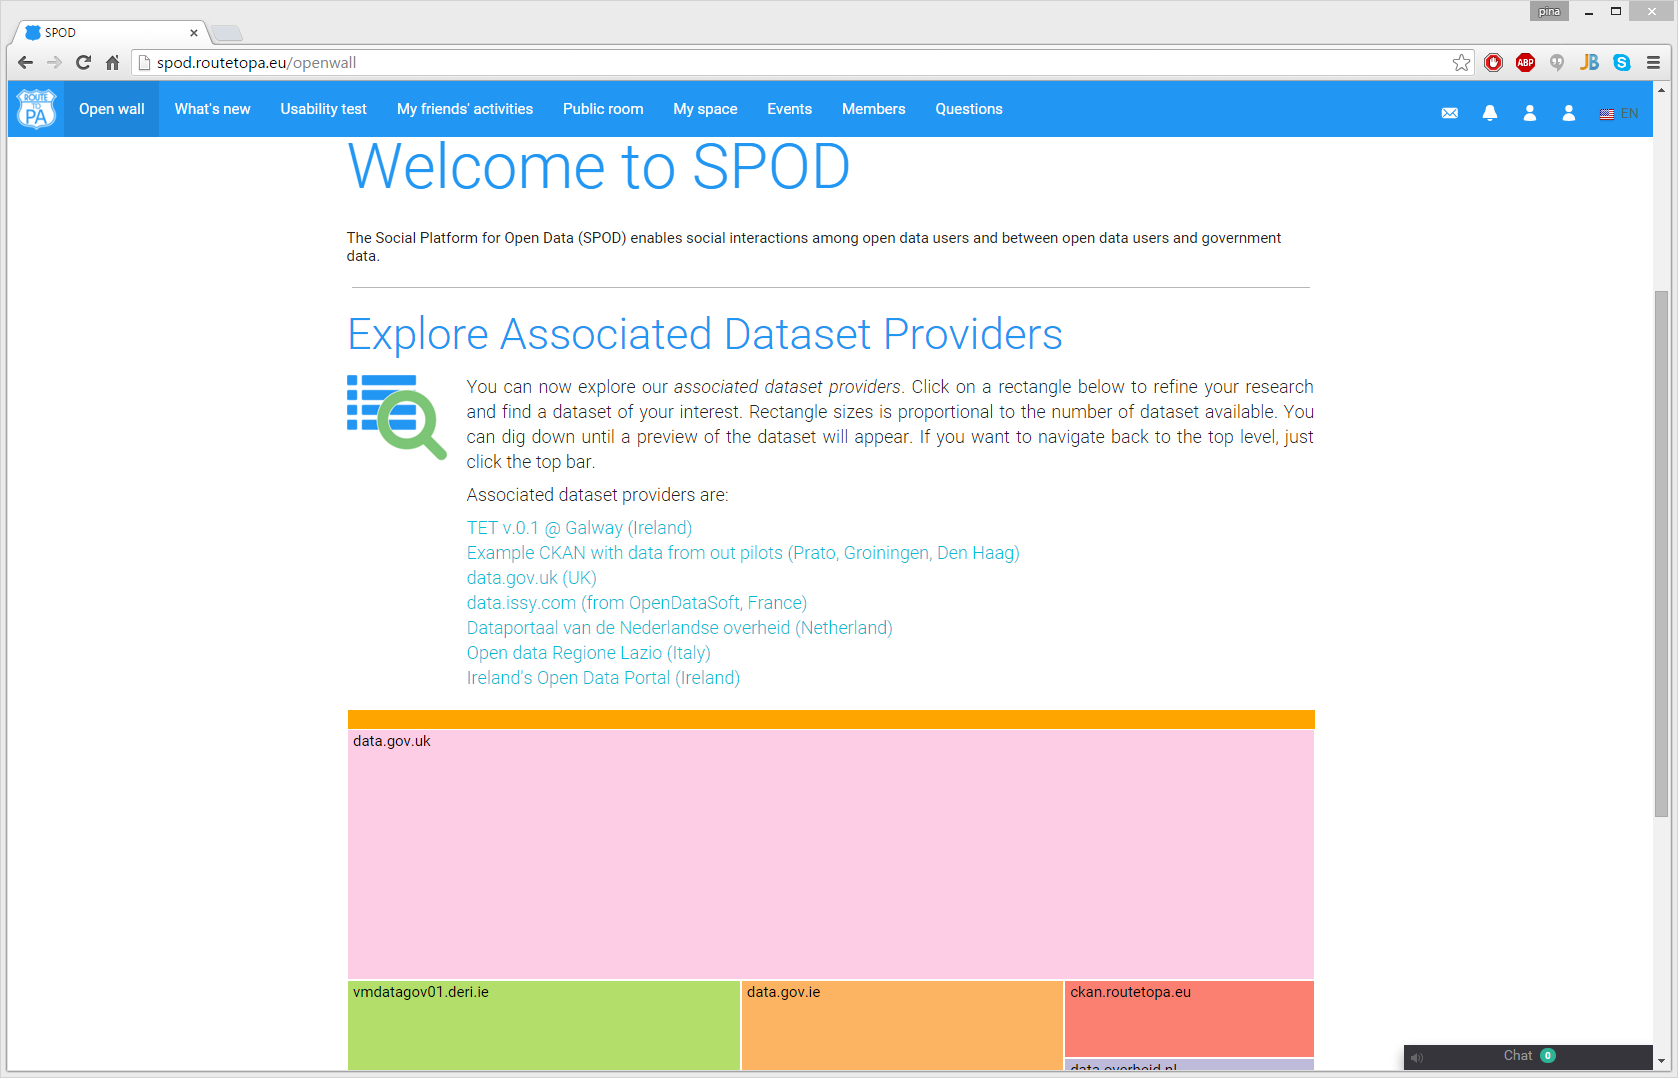 pina
SPOD
spod.routetopa.eu/openwall
ABP
JB
ROUTE
TO
PA
Open wall
What's new
Usability test
My friends' activities
Public room
My space
Events
Members
Questions
EN
Welcome to SPOD
The Social Platform for Open Data (SPOD) enables social interactions among open data users and between open data users and government
data.
Explore Associated Dataset Providers
You can now explore our associated dataset providers. Click on a rectangle below to refine your research
and find a dataset of your interest. Rectangle sizes is proportional to the number of dataset available. You
can dig down until a preview of the dataset will appear. If you want to navigate back to the top level, just
click the top bar.
Associated dataset providers are:
TET v.0.1 @ Galway (Ireland)
Example CKAN with data from out pilots (Prato, Groiningen, Den Haag)
data.gov.uk (UK)
data.issy.com (from OpenDataSoft, France)
Dataportaal van de Nederlandse overheid (Netherland)
Open data Regione Lazio (Italy)
Ireland's Open Data Portal (Ireland)
data.gov.uk
vmdatagov01.deri.ie
data.gov.ie
ckan.routetopa.eu
data.overheid.nl
Chat 0